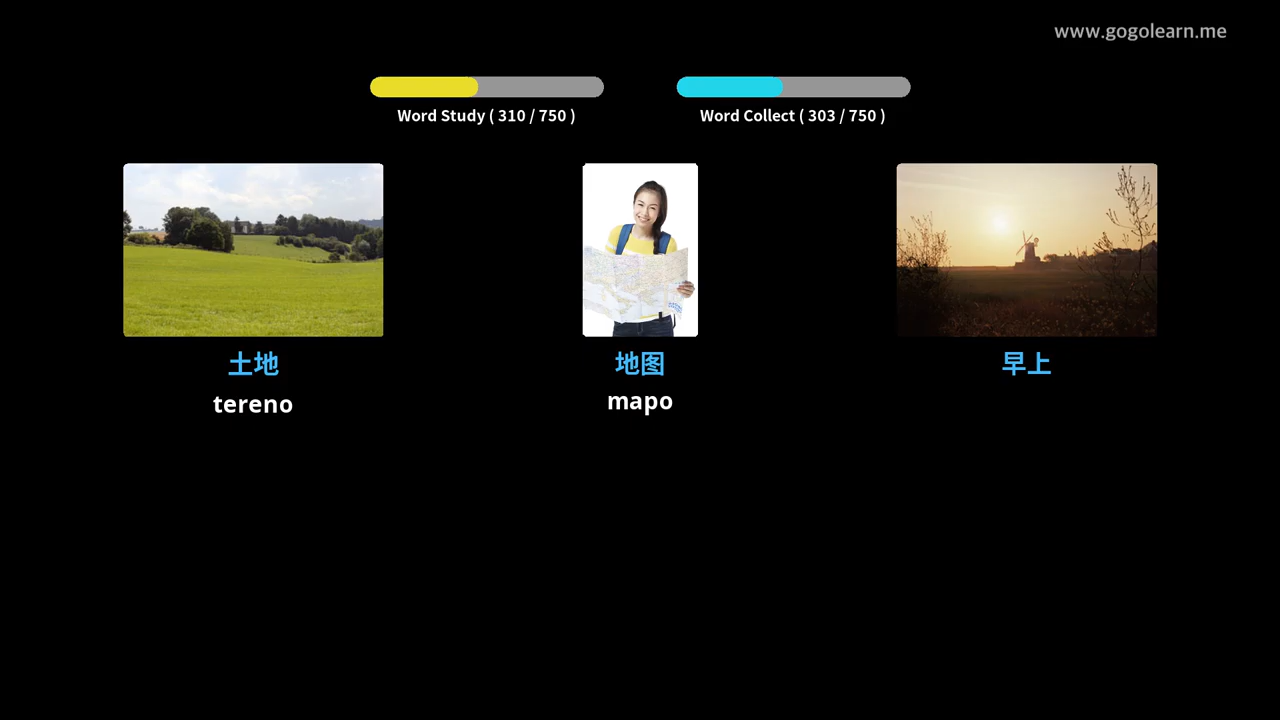 www.gogolearn.me
Word Study ( 310 / 750 )
Word Collect ( 303 / 750 )
土地
地图
早上
tereno
mapo